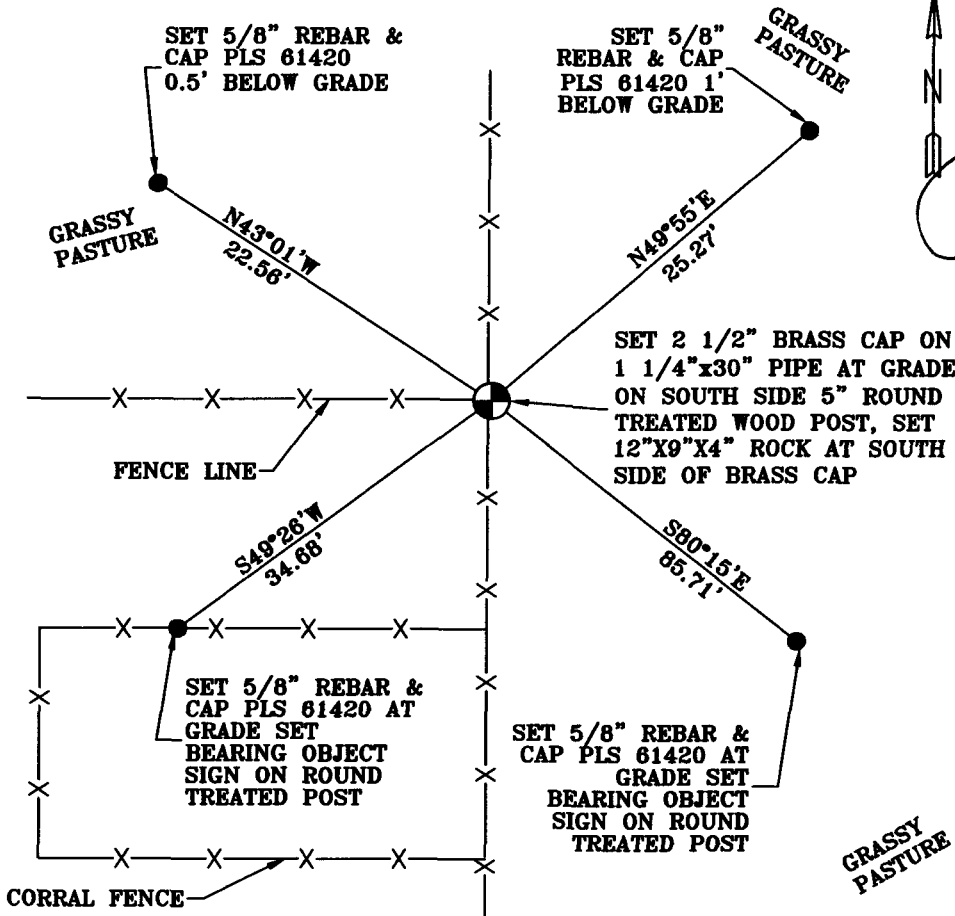 SET 5/8" REBAR &
CAP PLS 61420
0.5' BELOW GRADE
SET 5/8"
REBAR & CAP
PLS 61420 1'
BELOW GRADE
GRASSY
PASTURE
N
GRASSY
PASTURE
N43°01'W
22.56'
N49°55'E
25.27'
SET 2 1/2" BRASS CAP ON
1 1/4"x30" PIPE AT GRADE
ON SOUTH SIDE 5" ROUND
TREATED WOOD POST, SET
12"X9"X4" ROCK AT SOUTH
SIDE OF BRASS CAP
FENCE LINE
S49°26'W
34.68'
S80°15'E
85.71'
SET 5/8" REBAR &
CAP PLS 61420 AT
GRADE SET
BEARING OBJECT
SIGN ON ROUND
TREATED POST
SET 5/8" REBAR &
CAP PLS 61420 AT
GRADE SET
BEARING OBJECT
SIGN ON ROUND
TREATED POST
GRASSY
PASTURE
CORRAL FENCE